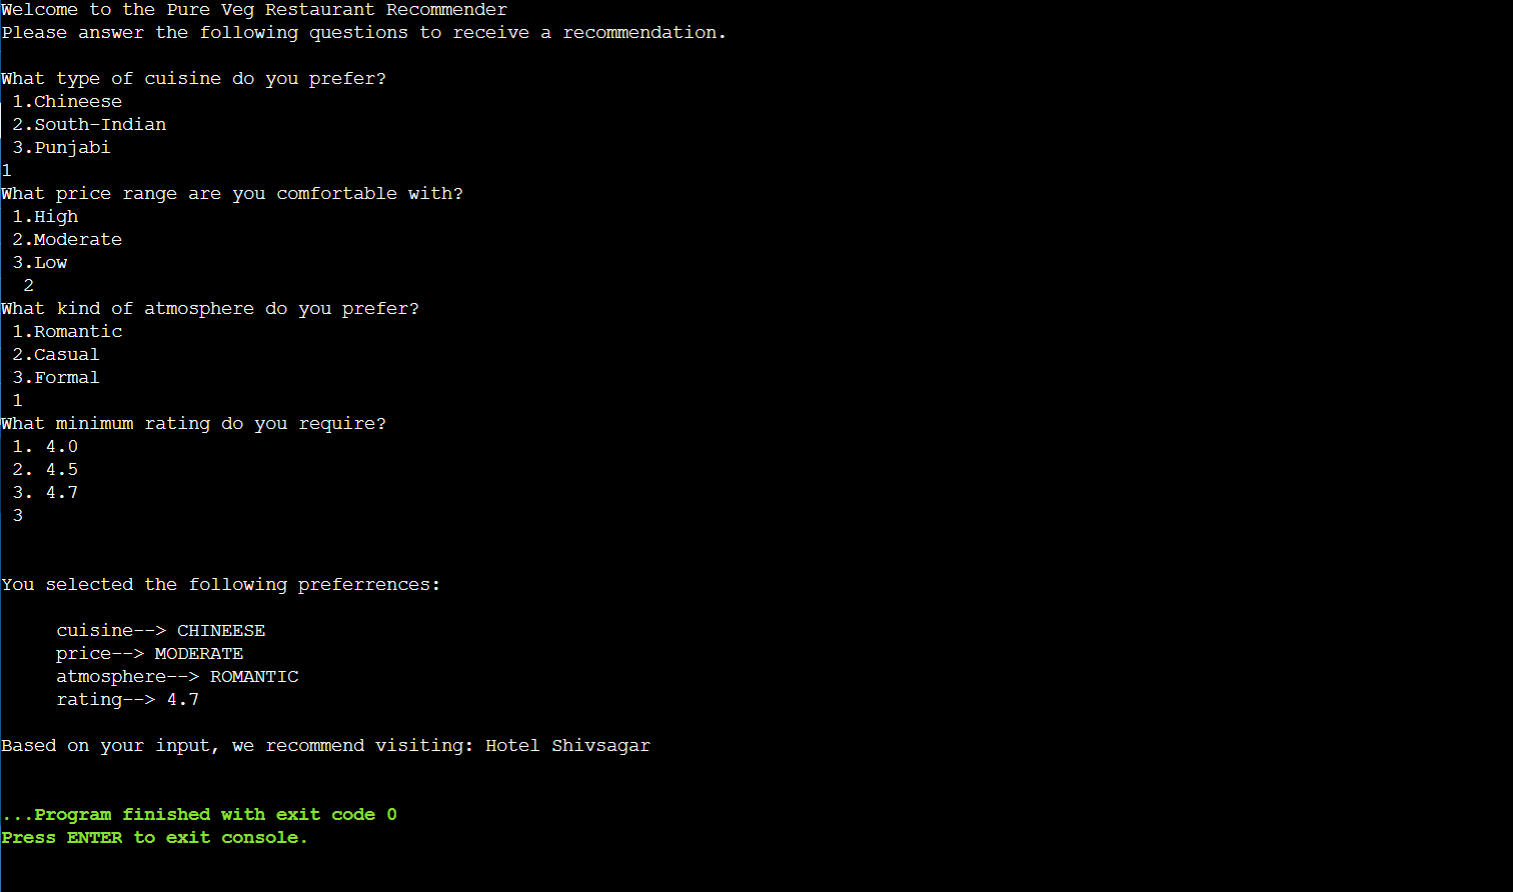 Welcome to the Pure Veg Restaurant Recommender
Please answer the following questions to receive a recommendation.
What type of cuisine do you prefer?
1.Chineese
2.South-Indian
3.Punjabi
1
What price range are you comfortable with?
1.High
2.Moderate
3.Low
2
What kind of atmosphere do you prefer?
1.Romantic
2.Casual
3.Formal
1
What minimum rating do you require?
1. 4.0
2. 4.5
3. 4.7
3
You selected the following preferrences:
cuisine--> CHINEESE
price--> MODERATE
atmosphere--> ROMANTIC
rating--> 4.7
Based on your input, we recommend visiting: Hotel Shivsagar
...Program finished with exit code 0
Press ENTER to exit console.